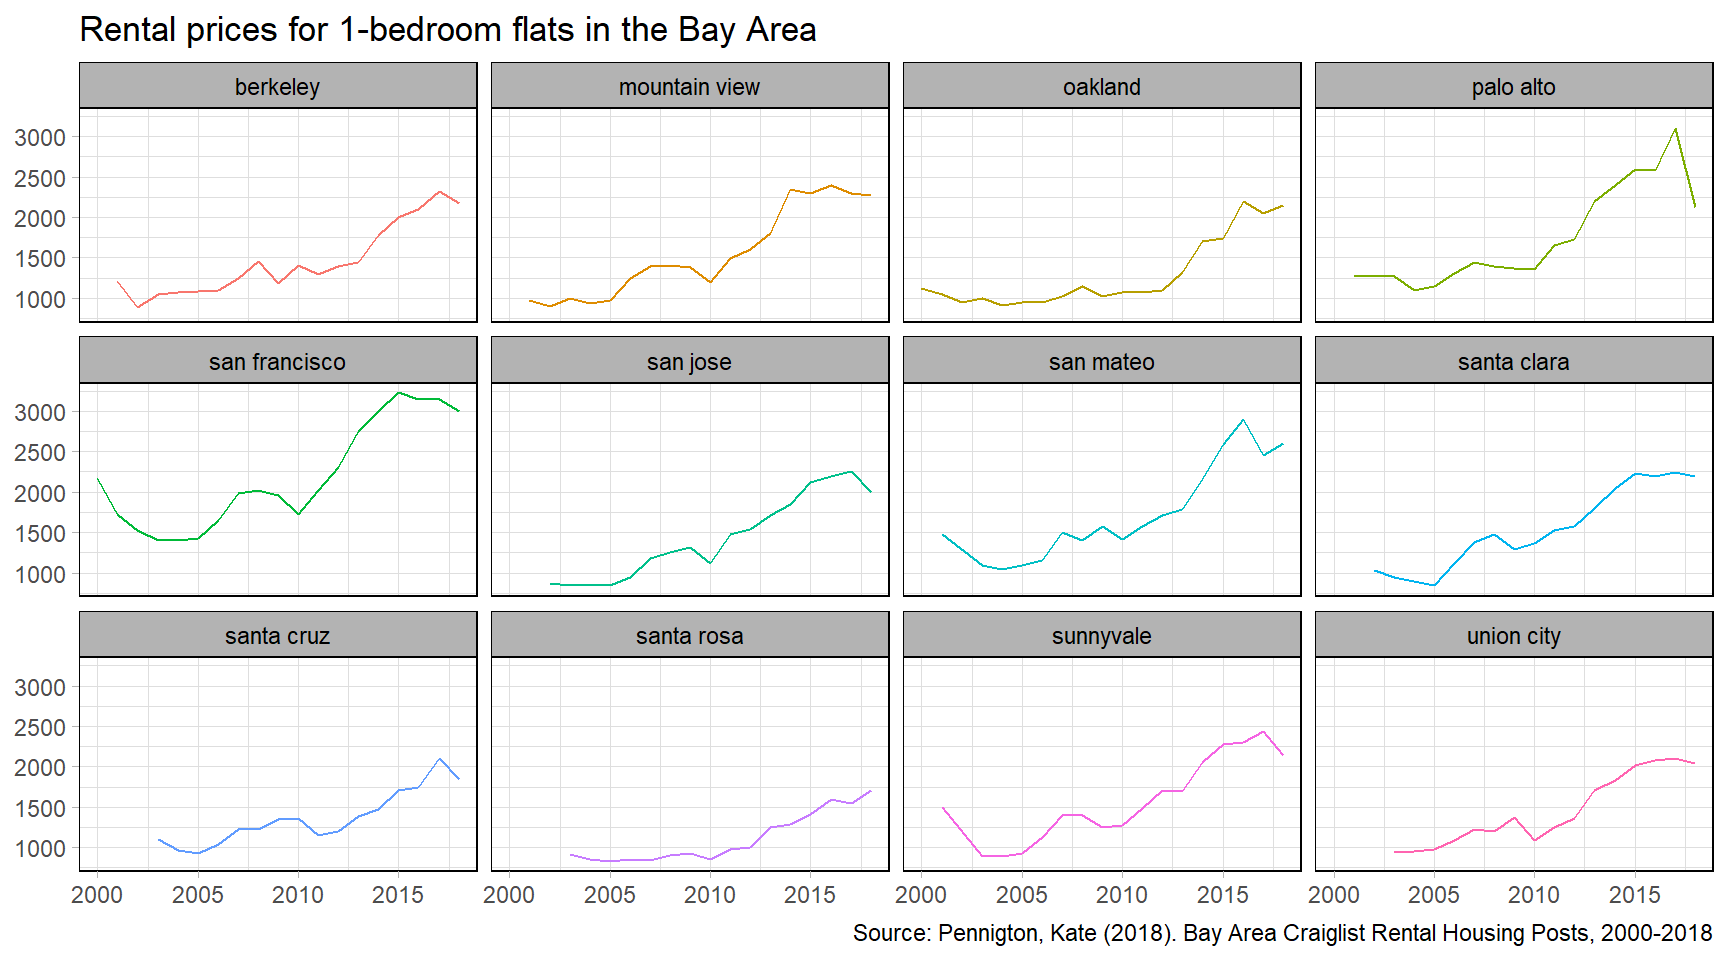 Rental prices for 1-bedroom flats in the Bay Area
berkeley mountain view oakland palo alto
3000
2500
2000
1500
1000
san francisco san jose san mateo santa clara
3000
2500
2000
1500
1000
santa cruz santa rosa sunnyvale union city
3000
2500
2000
1500
1000
2000 2005 2010 2015 2000 2005 2010 2015 2000 2005 2010 2015 2000 2005 2010 2015
Source: Pennigton, Kate (2018). Bay Area Craiglist Rental Housing Posts, 2000-2018